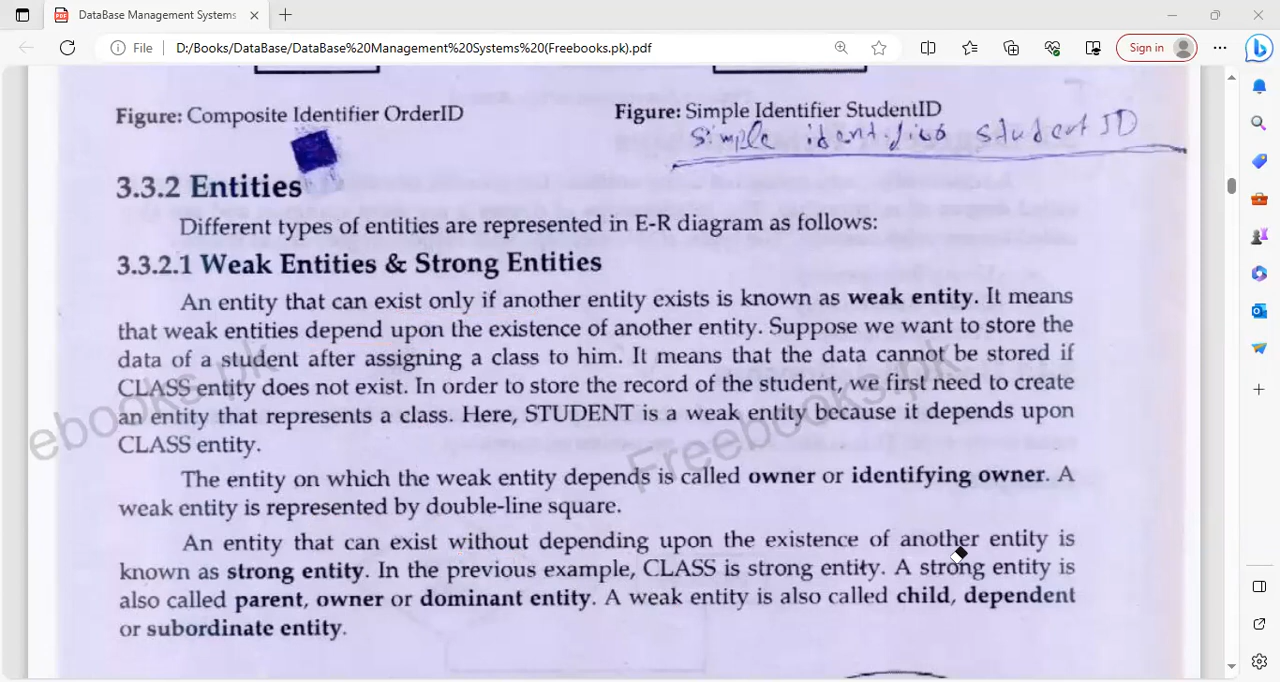 DataBase Management Systems
File D:/Books/DataBase/DataBase%20Management%20Systems%20(Freebooks.pk).pdf
Sign in
Figure: Composite Identifier OrderID
Figure: Simple Identifier StudentID
Simple student ID
3.3.2 Entities
Different types of entities are represented in E-R diagram as follows:
3.3.2.1 Weak Entities & Strong Entities
An entity that can exist only if another entity exists is known as weak entity. It means
that weak entities depend upon the existence of another entity. Suppose we want to store the
data of a student after assigning a class to him. It means that the data cannot be stored if
CLASS entity does not exist. In order to store the record of the student, we first need to create
an entity that represents a class. Here, STUDENT is a weak entity because it depends upon
CLASS entity.
The entity on which the weak entity depends is called owner or identifying owner. A
weak entity is represented by double-line square.
An entity that can exist without depending upon the existence of another entity is
known as strong entity. In the previous example, CLASS is strong entity. A strong entity is
also called parent, owner or dominant entity. A weak entity is also called child, dependent
or subordinate entity.
ebooks.pk
Freebooks.pk